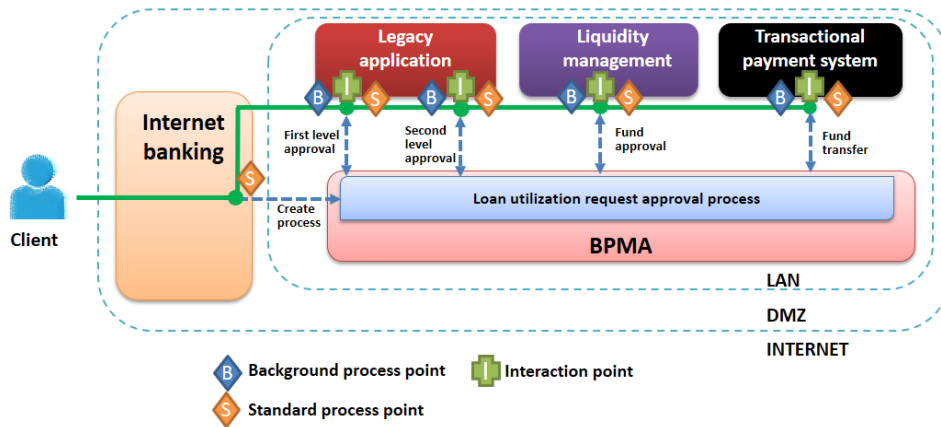 Legacy
application
Liquidity
management
Transactional
payment system
B
I
S
B
I
S
B
I
S
B
I
S
Internet
banking
First level
approval
Second
level
approval
Fund
approval
Fund
transfer
S
Client
Create
process
Loan utilization request approval process
BPMA
LAN
DMZ
INTERNET
B Background process point
I Interaction point
S Standard process point